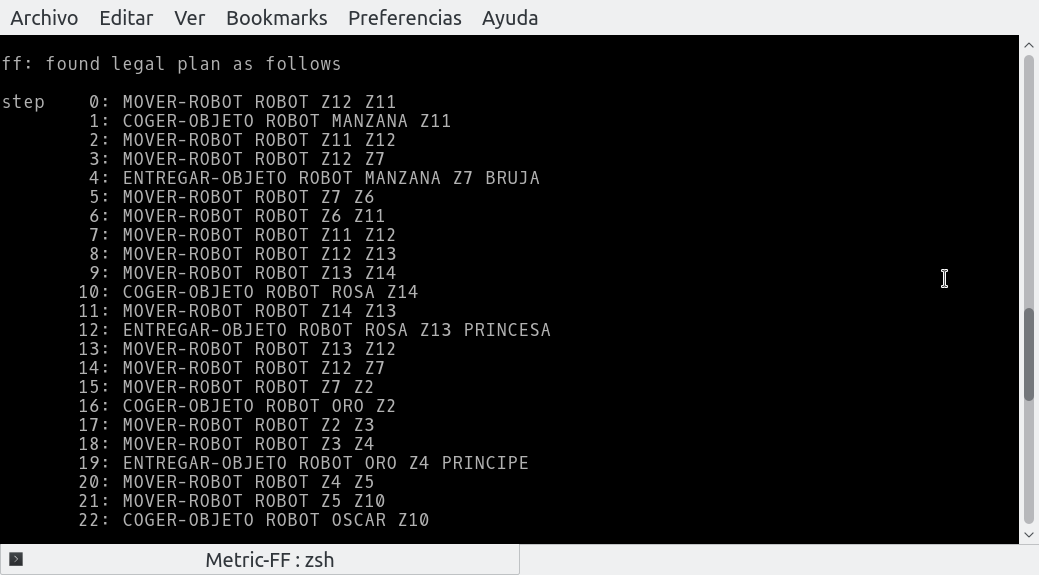 Archivo Editar Ver Bookmarks Preferencias Ayuda
ff: found legal plan as follows
step 0: MOVER-ROBOT ROBOT Z12 Z11
1: COGER-OBJETO ROBOT MANZANA Z11
2: MOVER-ROBOT ROBOT Z11 Z12
3: MOVER-ROBOT ROBOT Z12 Z7
4: ENTREGAR-OBJETO ROBOT MANZANA Z7 BRUJA
5: MOVER-ROBOT ROBOT Z7 Z6
6: MOVER-ROBOT ROBOT Z6 Z11
7: MOVER-ROBOT ROBOT Z11 Z12
8: MOVER-ROBOT ROBOT Z12 Z13
9: MOVER-ROBOT ROBOT Z13 Z14
10: COGER-OBJETO ROBOT ROSA Z14
11: MOVER-ROBOT ROBOT Z14 Z13
12: ENTREGAR-OBJETO ROBOT ROSA Z13 PRINCESA
13: MOVER-ROBOT ROBOT Z13 Z12
14: MOVER-ROBOT ROBOT Z12 Z7
15: MOVER-ROBOT ROBOT Z7 Z2
16: COGER-OBJETO ROBOT ORO Z2
17: MOVER-ROBOT ROBOT Z2 Z3
18: MOVER-ROBOT ROBOT Z3 Z4
19: ENTREGAR-OBJETO ROBOT ORO Z4 PRINCIPE
20: MOVER-ROBOT ROBOT Z4 Z5
21: MOVER-ROBOT ROBOT Z5 Z10
22: COGER-OBJETO ROBOT OSCAR Z10
Metric-FF : zsh